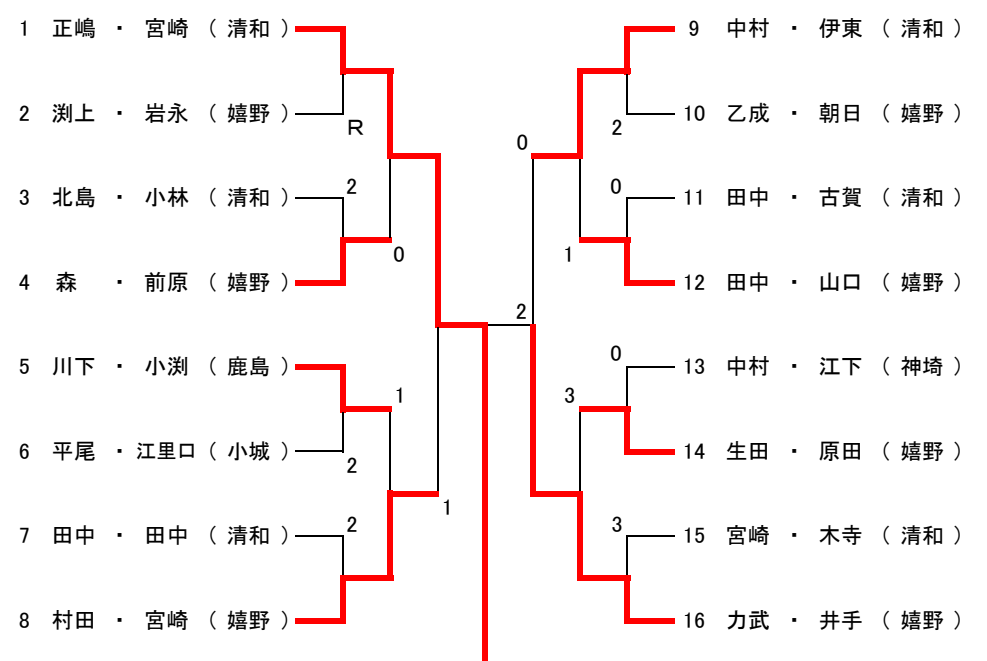 1 正嶋 ・ 宮崎 （ 清和 ）
2 渕上 ・ 岩永 （ 嬉野 ）
R
2
3 北島 ・ 小林 （ 清和 ）
0
4 森 ・ 前原 （ 嬉野 ）
5 川下 ・ 小渕 （ 鹿島 ）
1
6 平尾 ・ 江里口 （ 小城 ）
2
1
2
7 田中 ・ 田中 （ 清和 ）
8 村田 ・ 宮崎 （ 嬉野 ）
9 中村 ・ 伊東 （ 清和 ）
10 乙成 ・ 朝日 （ 嬉野 ）
2
0
0
11 田中 ・ 古賀 （ 清和 ）
1
12 田中 ・ 山口 （ 嬉野 ）
2
0
13 中村 ・ 江下 （ 神埼 ）
3
14 生田 ・ 原田 （ 嬉野 ）
3
15 宮崎 ・ 木寺 （ 清和 ）
16 力武 ・ 井手 （ 嬉野 ）